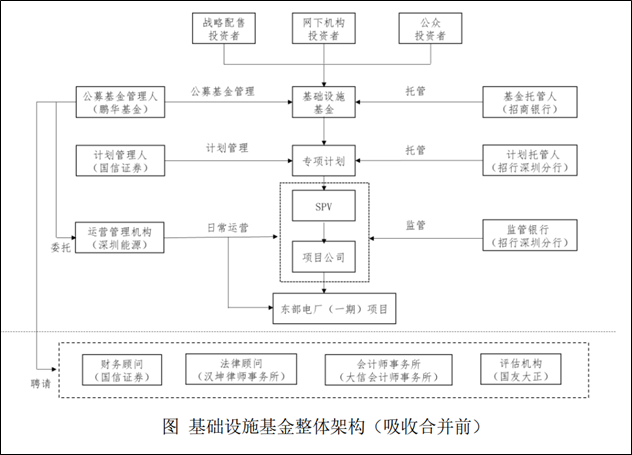 战略配售
投资者
网下机构
投资者
公众
投资者
公募基金管理人
（鹏华基金）
公募基金管理
基础设施
基金
托管
基金托管人
（招商银行）
计划管理人
（国信证券）
计划管理
专项计划
托管
计划托管人
（招行深圳分行）
SPV
运营管理机构
（深圳能源）
日常运营
监管
监管银行
（招行深圳分行）
委托
项目公司
东部电厂（一期）项目
聘请
财务顾问
（国信证券）
法律顾问
（汉坤律师事务所）
会计师事务所
（大信会计师事务所）
评估机构
（国友大正）
图 基础设施基金整体架构（吸收合并前）